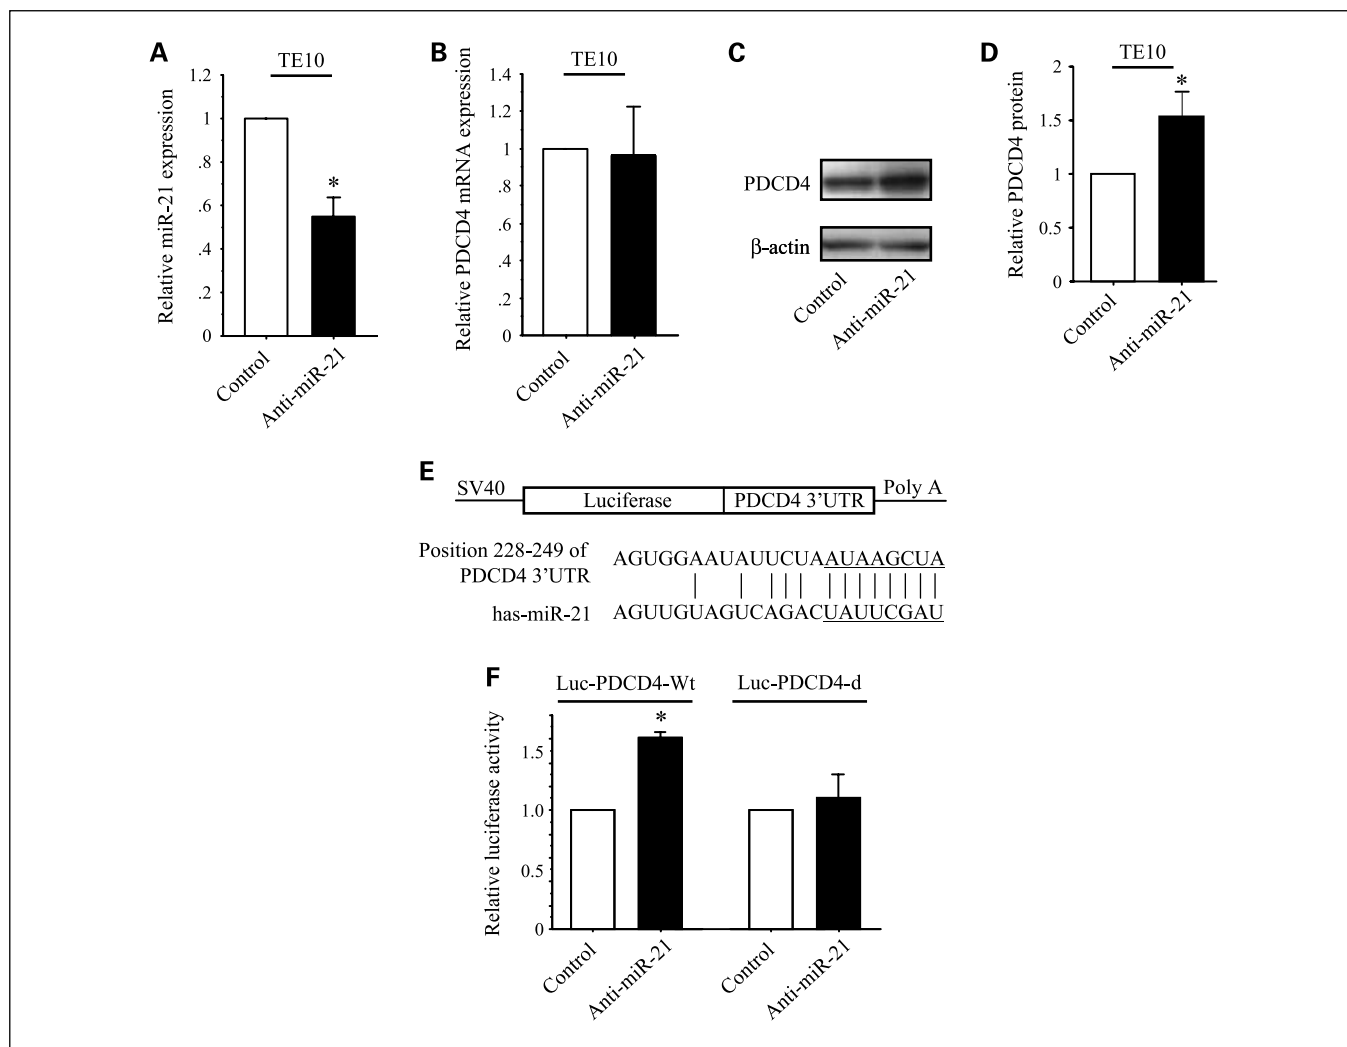 A
TE10
Relative miR-21 expression
1.2
1
.8
.6
.4
.2
0
*
Control
Anti-miR-21
B
TE10
Relative PDCD4 mRNA expression
1.4
1.2
1
.8
.6
.4
.2
0
Control
Anti-miR-21
C
PDCD4
β-actin
Control
Anti-miR-21
D
TE10
Relative PDCD4 protein
2
1.5
1
0.5
0
*
Control
Anti-miR-21
E
SV40
Luciferase
PDCD4 3'UTR
Poly A
Position 228-249 of
PDCD4 3'UTR
AGUGGAAUAUUCUAAUAAGCUA
has-miR-21
AGUUGUAGUCAGACUAUUCGAU
F
Luc-PDCD4-Wt
Luc-PDCD4-d
Relative luciferase activity
1.5
1.0
0.5
0
*
Control
Anti-miR-21
Control
Anti-miR-21